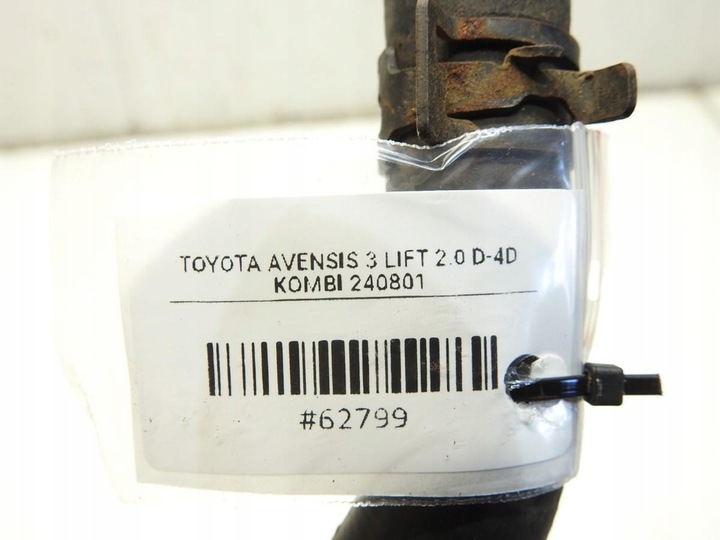 TOYOTA AVENSIS 3 LIFT 2.0 D-4D
KOMBI 240801
#62799